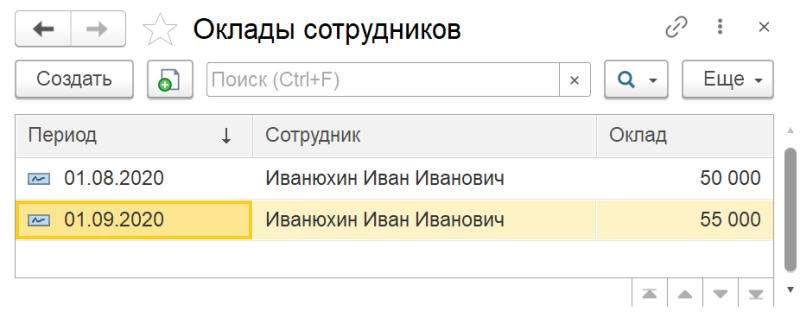 Оклады сотрудников
Создать Поиск (Ctrl+F) Еще
Период Сотрудник Оклад
01.08.2020 Иванюхин Иван Иванович 50 000
01.09.2020 Иванюхин Иван Иванович 55 000